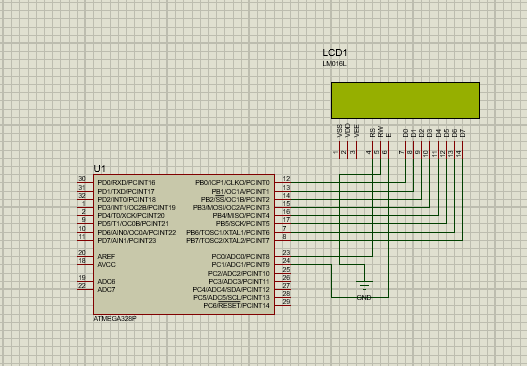 LCD1
LM016L
VSS VDD VEE RS RW E D0 D1 D2 D3 D4 D5 D6 D7
1 2 3 4 5 6 7 8 9 10 11 12 13 14
U1
30 PD0/RXD/PCINT16 PB0/ICP1/CLKO/PCINT0 12
31 PD1/TXD/PCINT17 PB1/OC1A/PCINT1 13
32 PD2/INT0/PCINT18 PB2/SS/OC1B/PCINT2 14
1 PD3/INT1/OC2B/PCINT19 PB3/MOSI/OC2A/PCINT3 15
2 PD4/T0/XCK/PCINT20 PB4/MISO/PCINT4 16
9 PD5/T1/OC0B/PCINT21 PB5/SCK/PCINT5 17
10 PD6/AIN0/OC0A/PCINT22 PB6/TOSC1/XTAL1/PCINT6 7
11 PD7/AIN1/PCINT23 PB7/TOSC2/XTAL2/PCINT7 8
20 AREF PC0/ADC0/PCINT8 23
18 AVCC PC1/ADC1/PCINT9 24
PC2/ADC2/PCINT10 25
19 ADC6 PC3/ADC3/PCINT11 26
22 ADC7 PC4/ADC4/SDA/PCINT12 27
PC5/ADC5/SCL/PCINT13 28
PC6/RESET/PCINT14 29
GND
ATMEGA328P